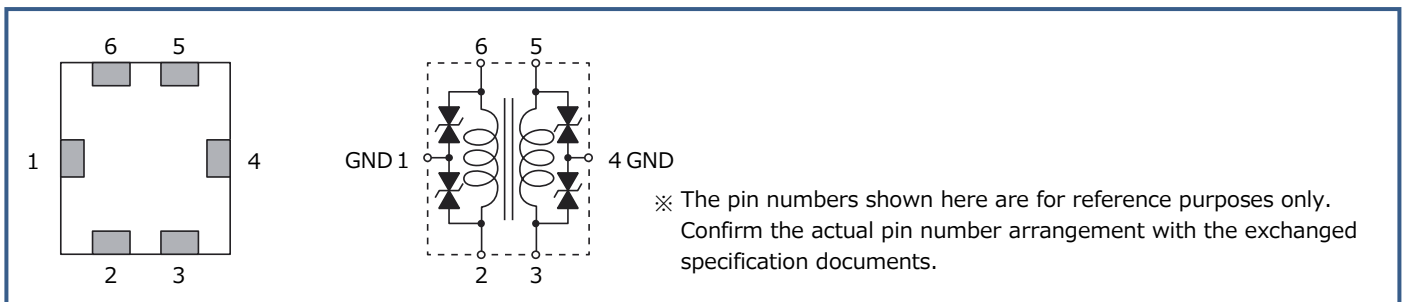 6 5
1 4
2 3
6 5
GND 1 4 GND
2 3
※ The pin numbers shown here are for reference purposes only.
Confirm the actual pin number arrangement with the exchanged
specification documents.